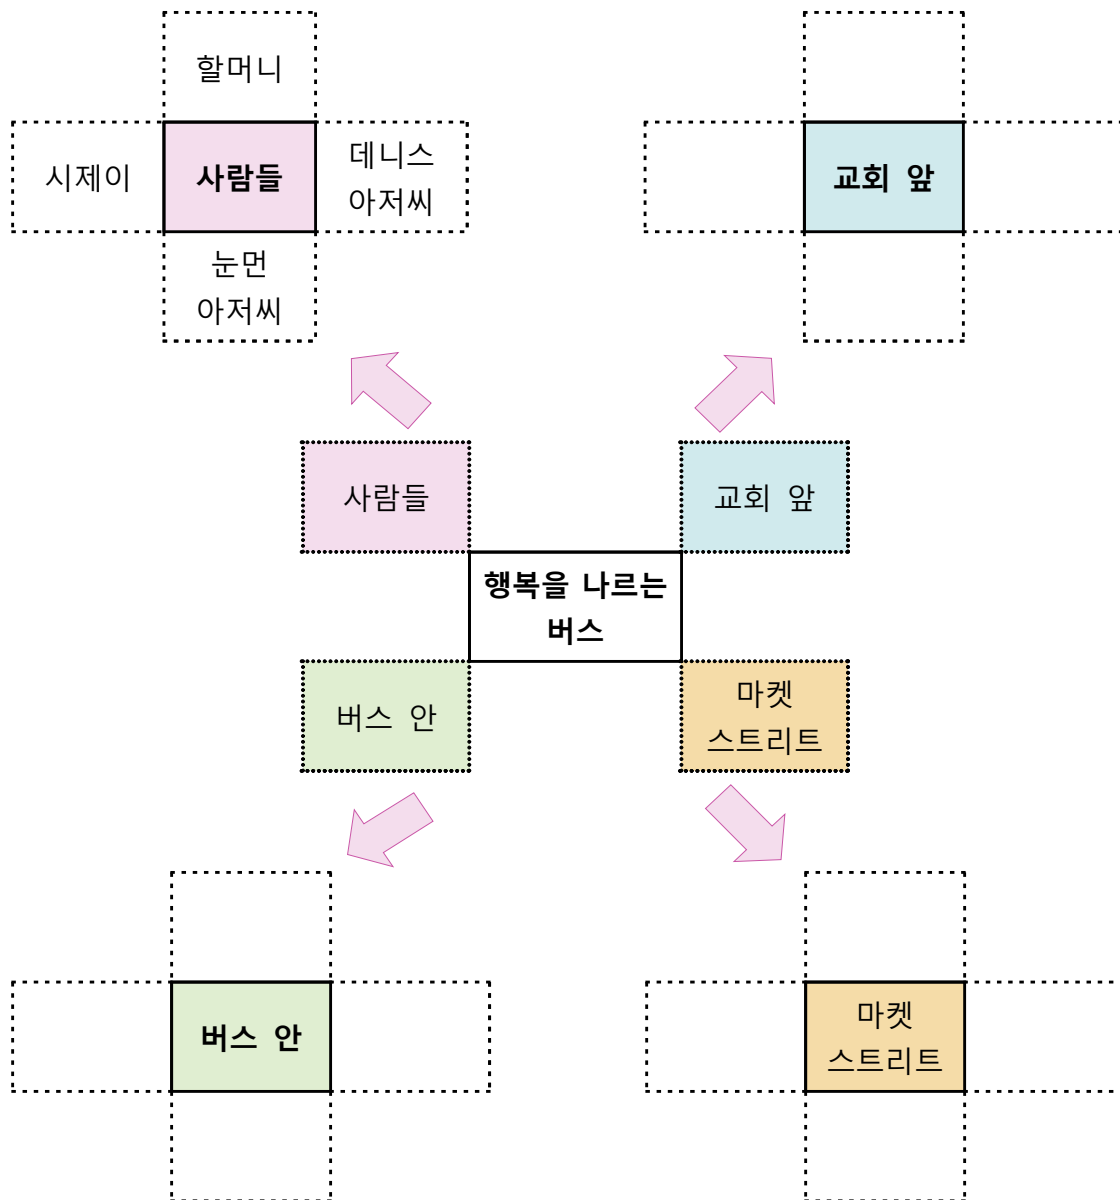 할머니
시제이
사람들
데니스
아저씨
눈먼
아저씨
교회 앞
사람들
교회 앞
행복을 나르는
버스
버스 안
마켓
스트리트
버스 안
마켓
스트리트